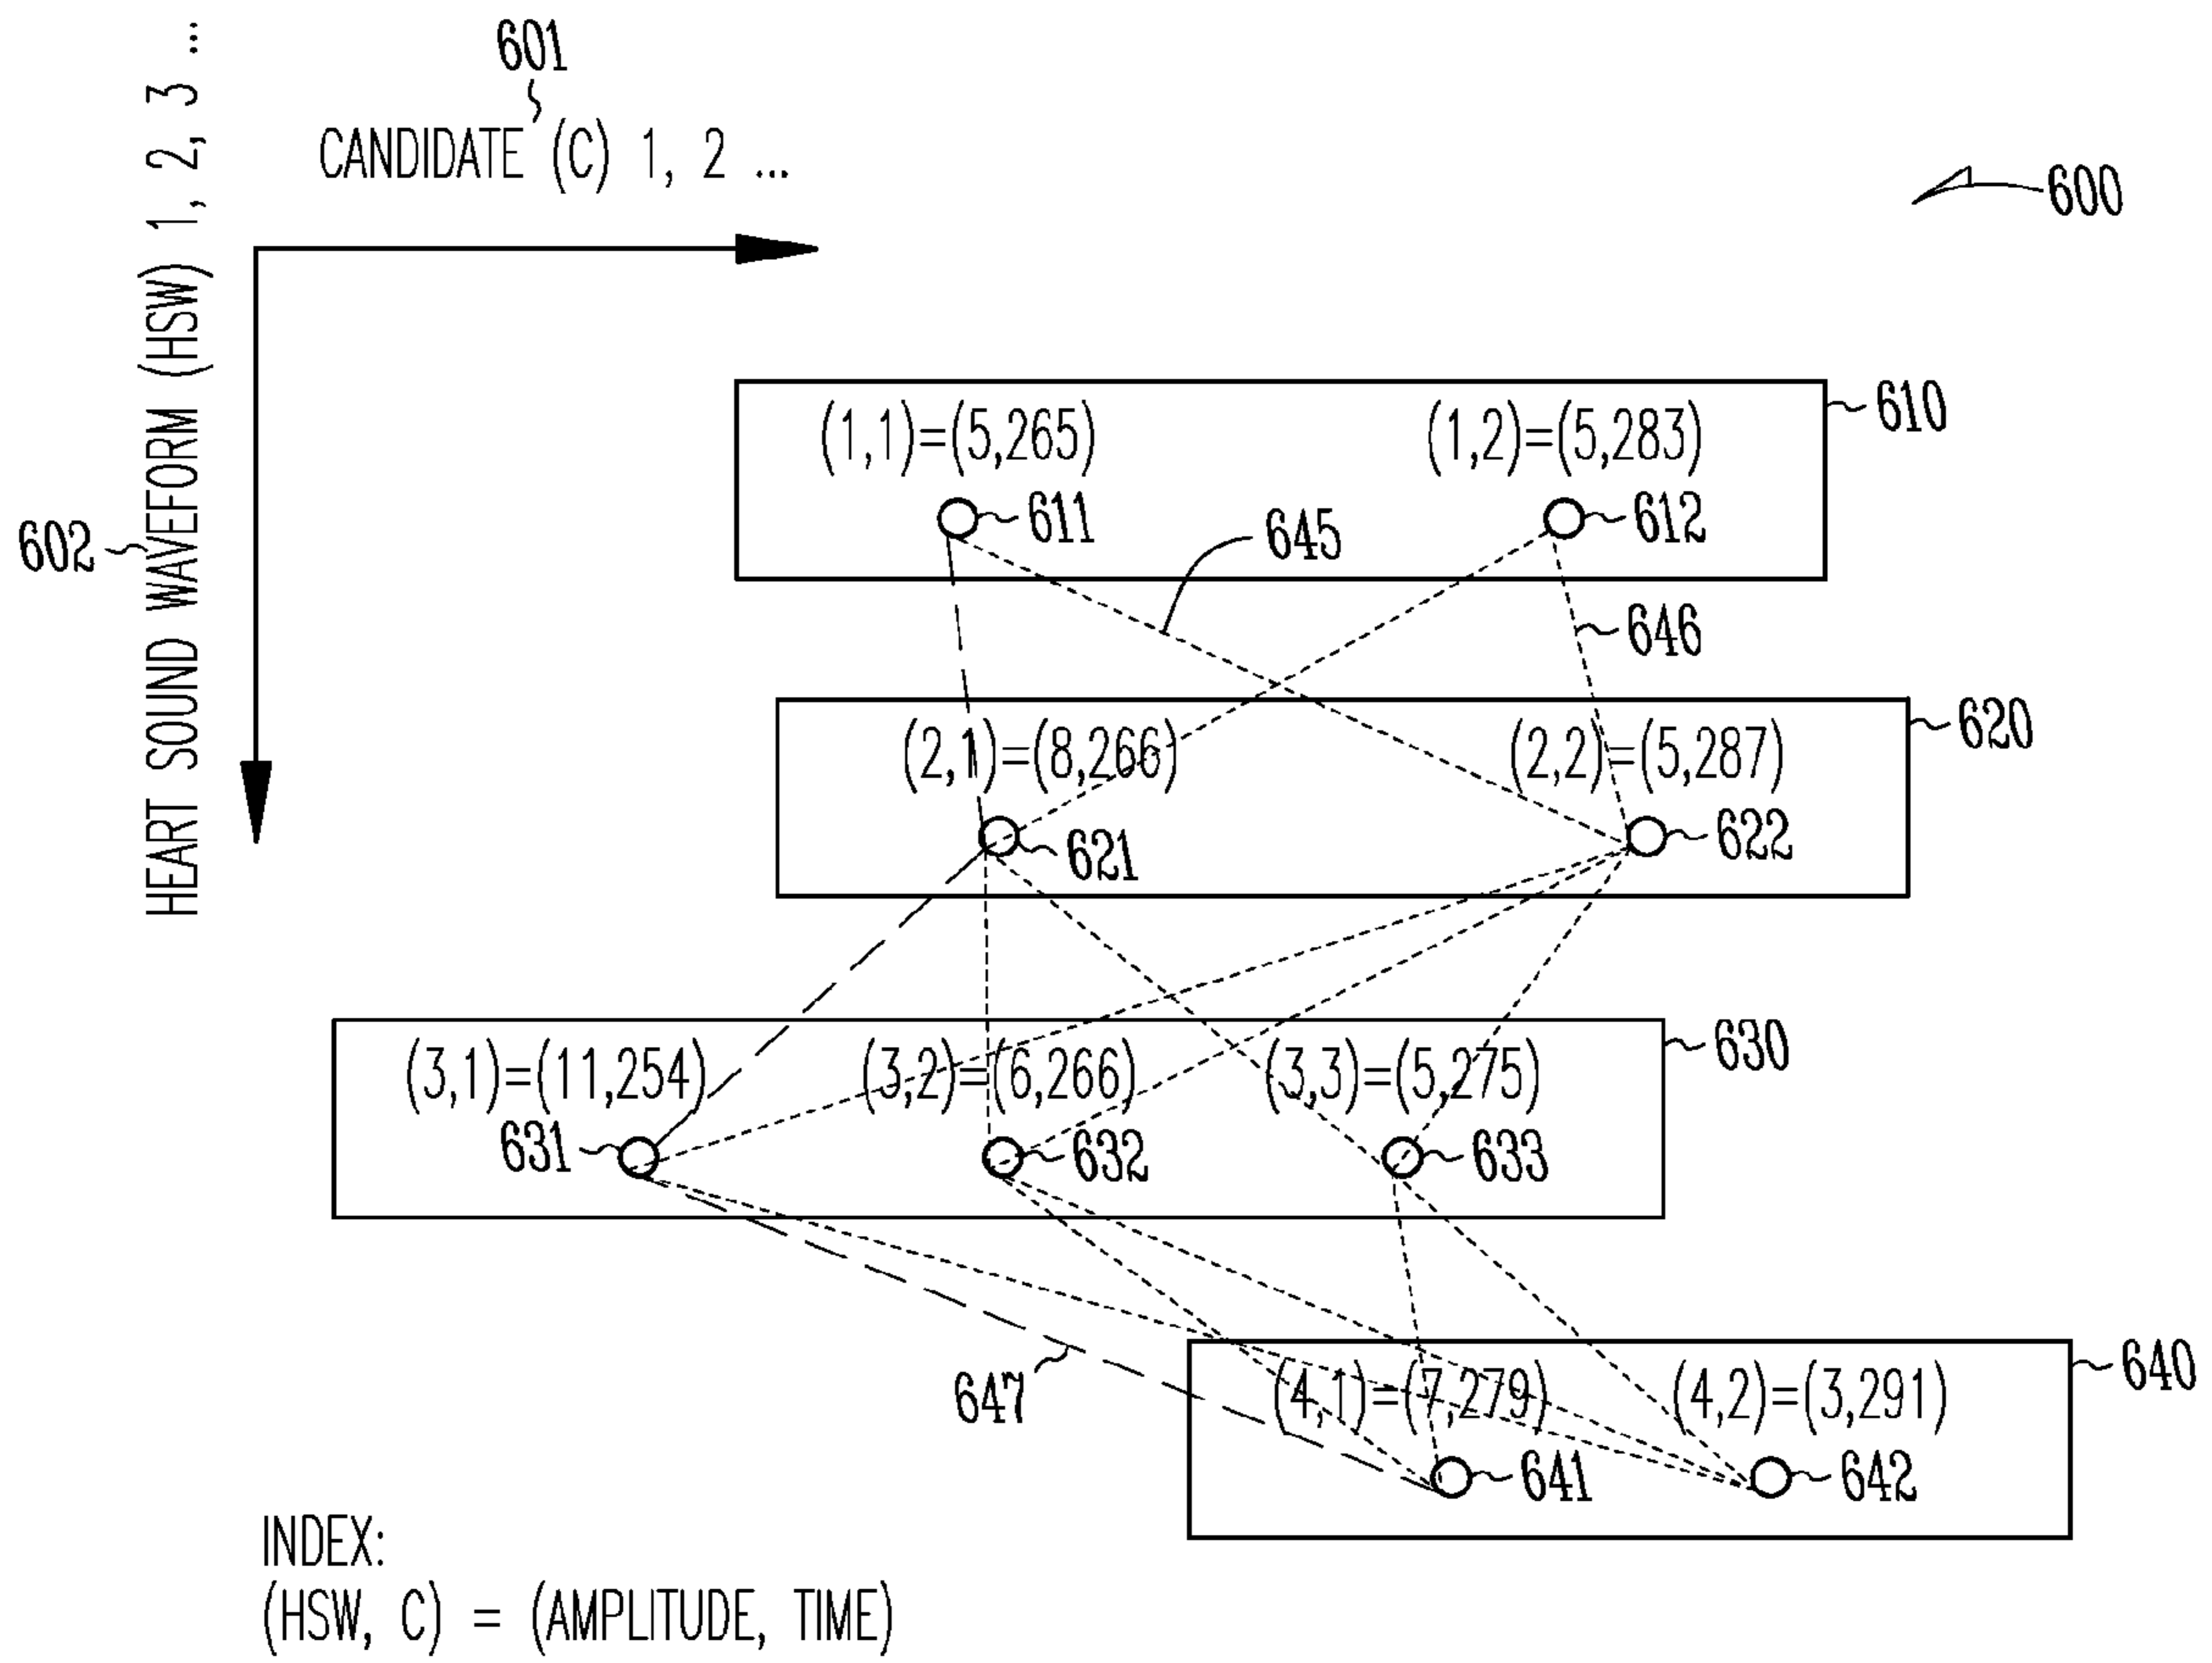 601
CANDIDATE (C) 1, 2 ...
600
HEART SOUND WAVEFORM (HSW) 1, 2, 3 ...
602
(1,1)=(5,265) (1,2)=(5,283)
610
611 612
645
646
(2,1)=(8,266) (2,2)=(5,287)
620
621 622
(3,1)=(11,254) (3,2)=(6,266) (3,3)=(5,275)
630
631 632 633
647
(4,1)=(7,279) (4,2)=(3,291)
640
641 642
INDEX:
(HSW, C) = (AMPLITUDE, TIME)